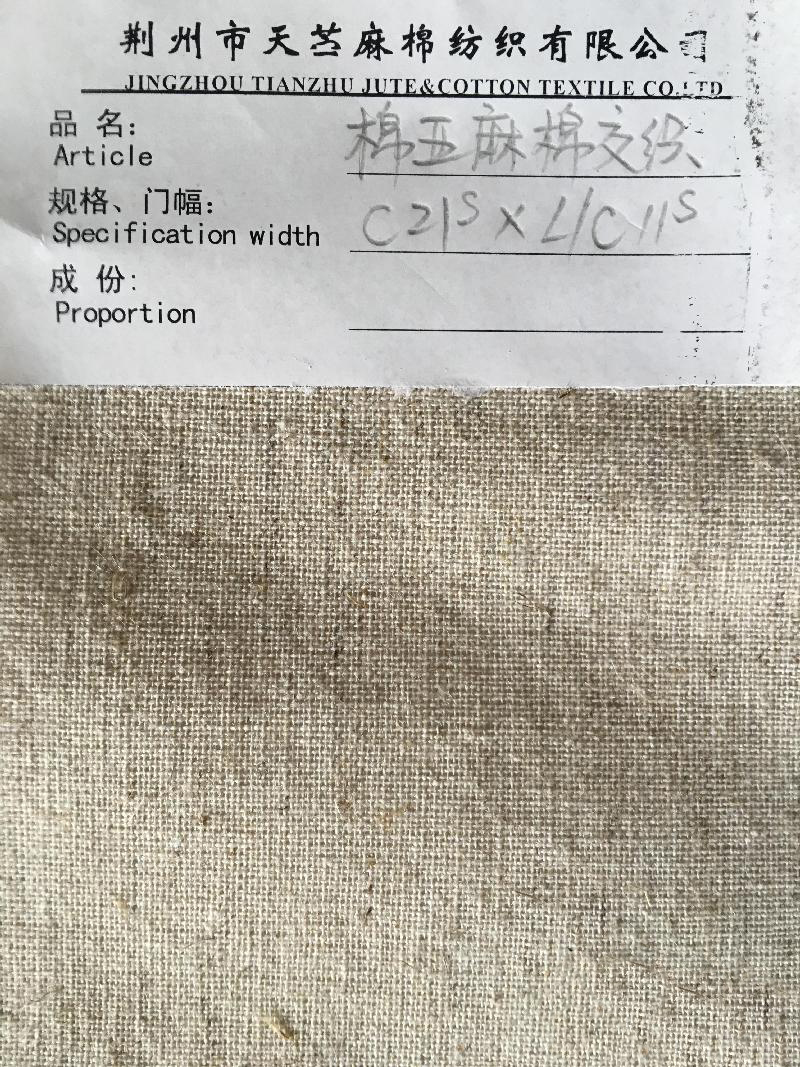 荆州市天竺麻棉纺织有限公司
JINGZHOU TIANZHU JUTE&COTTON TEXTILE CO.LTD
品 名: 棉亚麻棉交织
Article
规格、门幅: C21S X L/C11S
Specification width
成 份:
Proportion